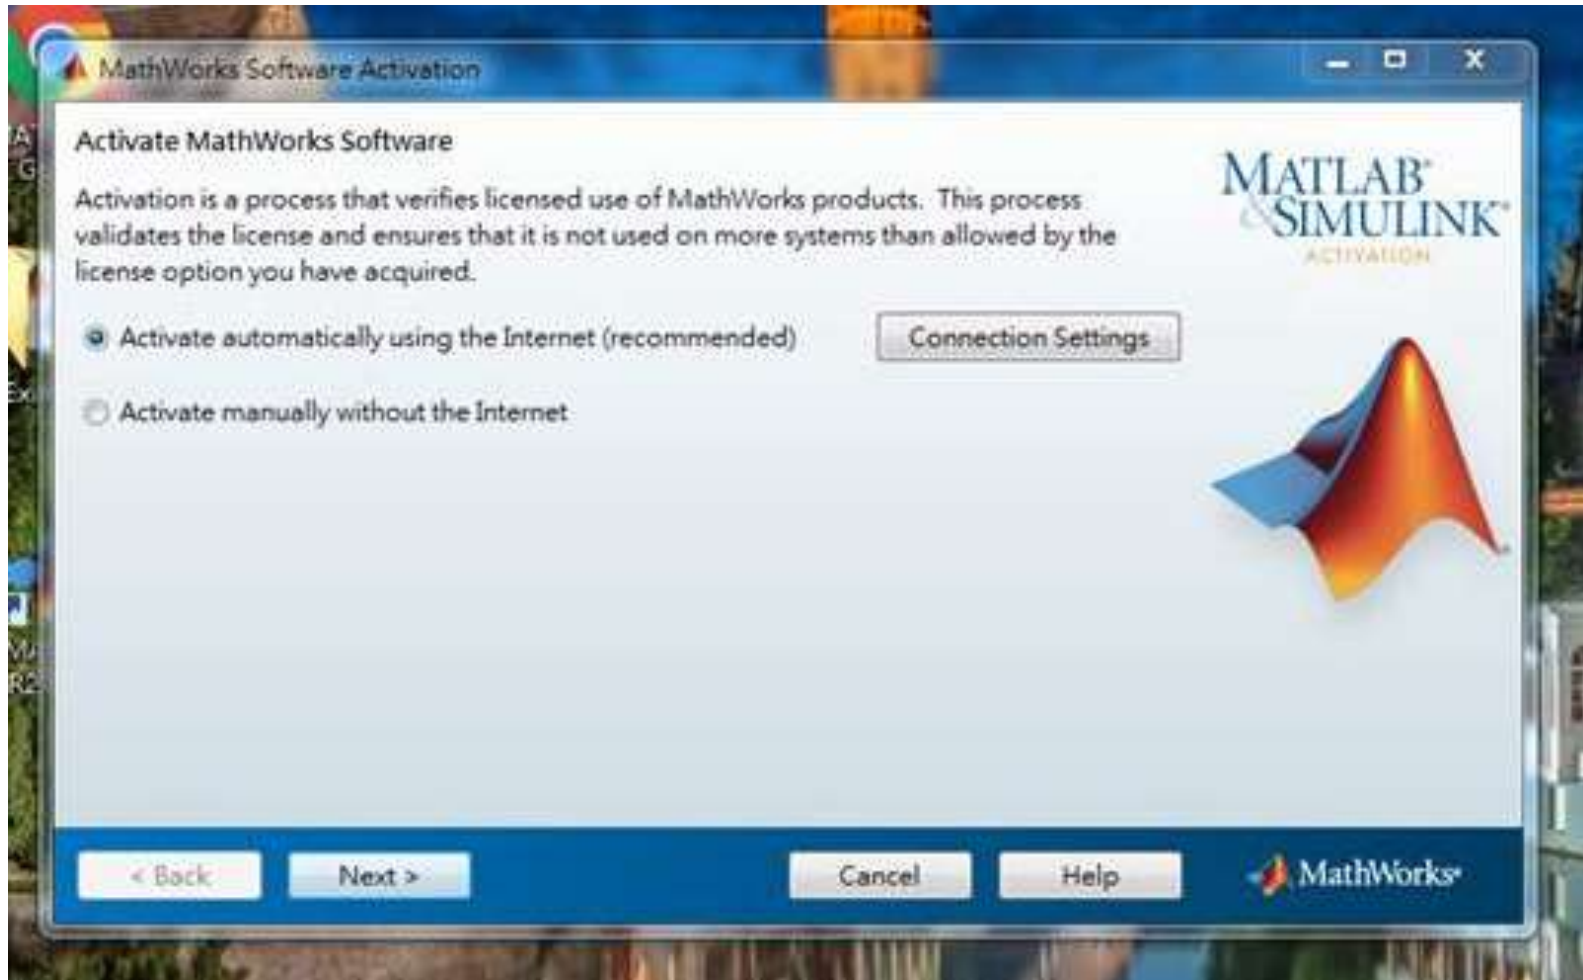 MathWorks Software Activation
Activate MathWorks Software
Activation is a process that verifies licensed use of MathWorks products. This process
validates the license and ensures that it is not used on more systems than allowed by the
license option you have acquired.
MATLAB®
&SIMULINK®
ACTIVATION
Activate automatically using the Internet (recommended)
Connection Settings
Activate manually without the Internet
< Back
Next >
Cancel
Help
MathWorks®